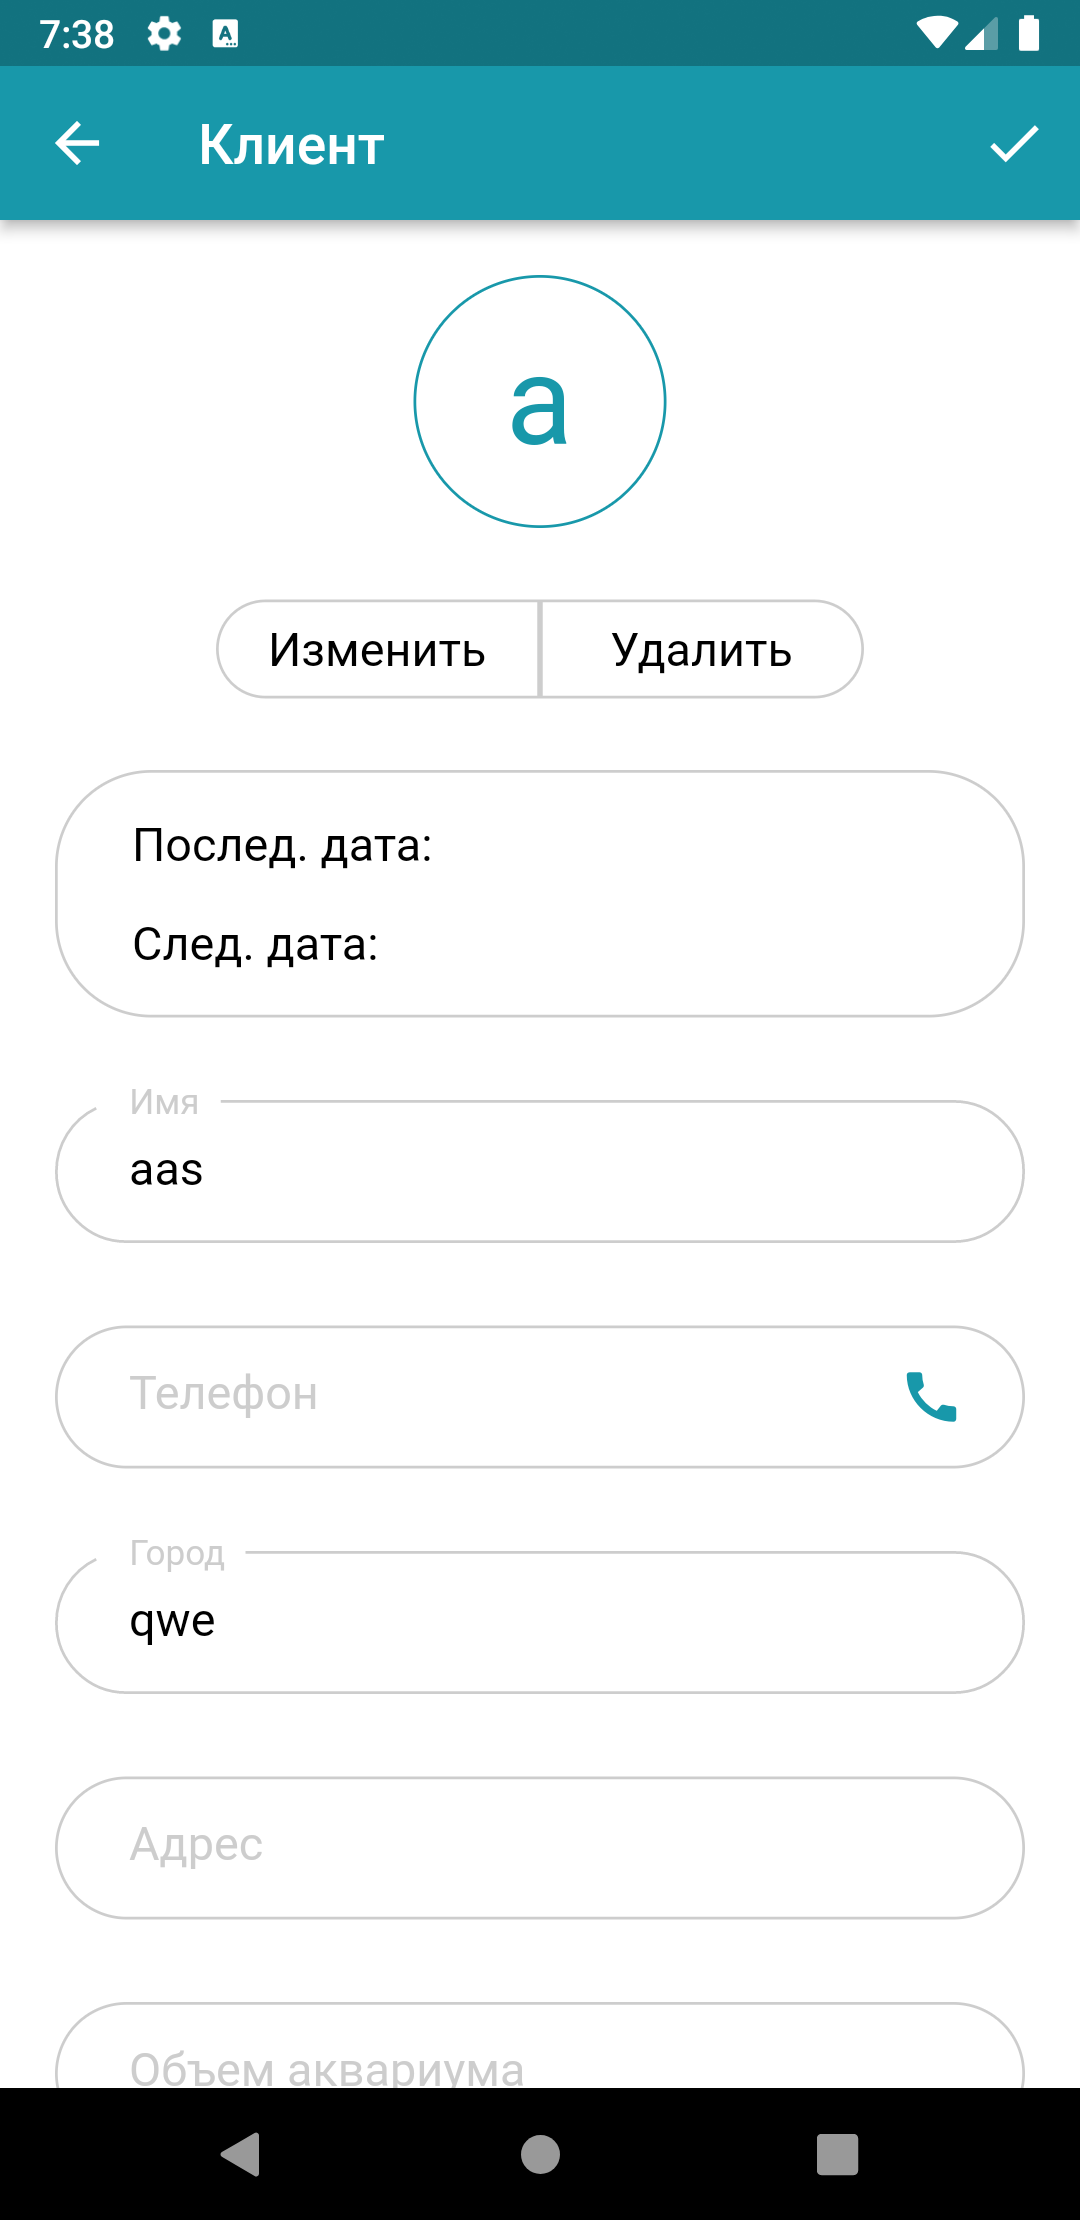 7:38
Клиент
a
Изменить Удалить
Послед. дата:
След. дата:
Имя
aas
Телефон
Город
qwe
Адрес
Объем аквариума